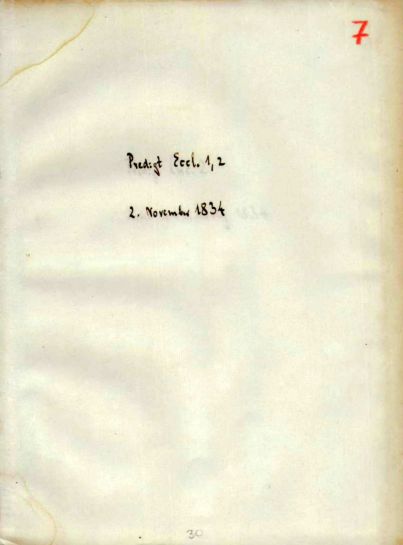 7
Predigt Eccl. 1, 2
2. November 1834
30